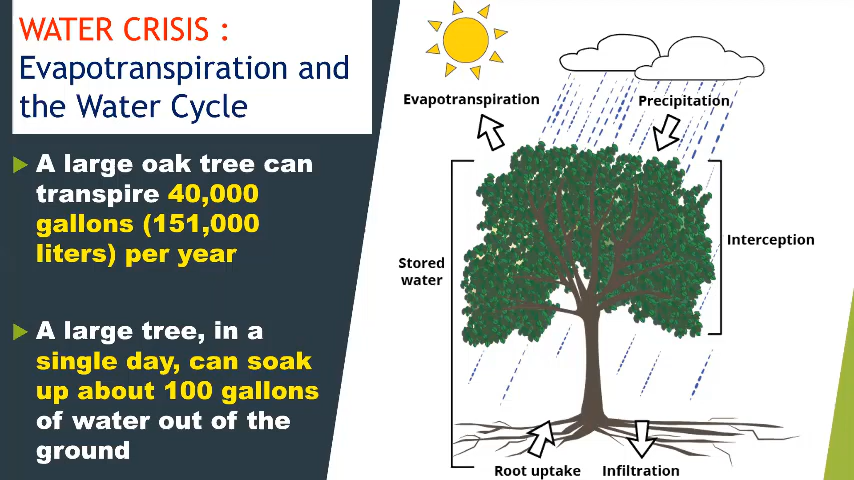 WATER CRISIS :
Evapotranspiration and
the Water Cycle
A large oak tree can
transpire 40,000
gallons (151,000
liters) per year
A large tree, in a
single day, can soak
up about 100 gallons
of water out of the
ground
Evapotranspiration
Precipitation
Interception
Stored
water
Root uptake
Infiltration